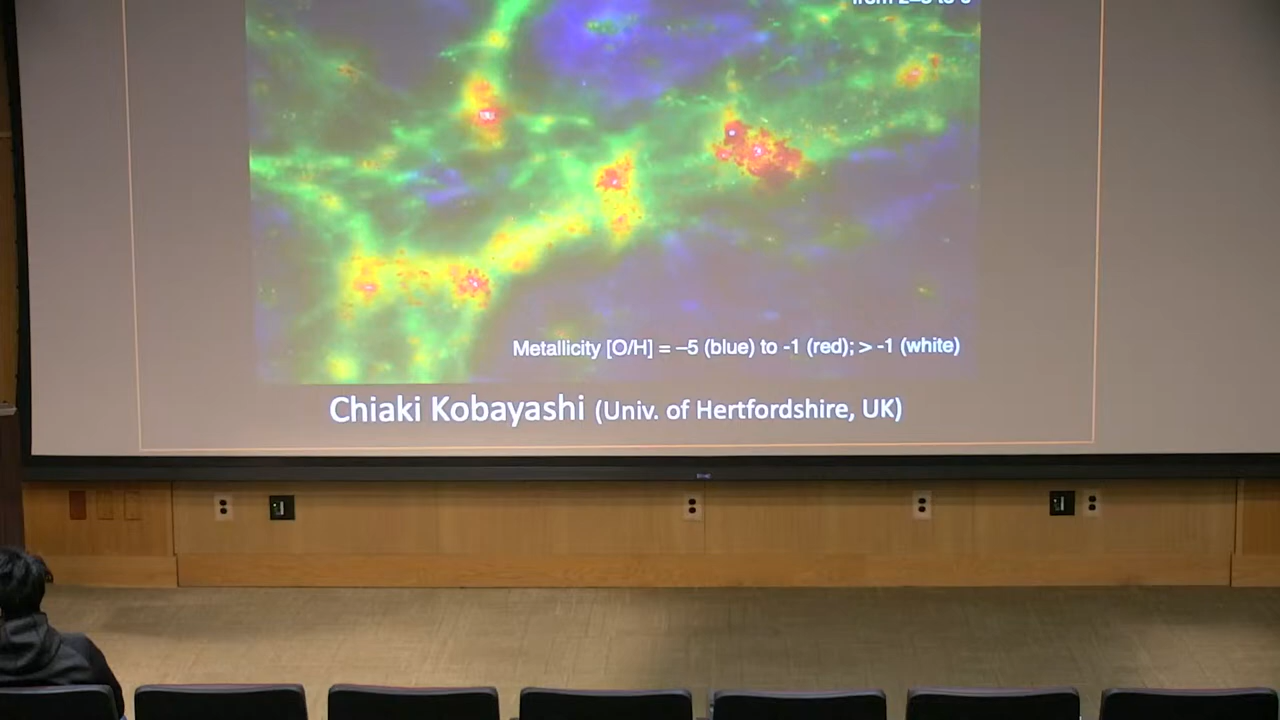 Metallicity [O/H] = –5 (blue) to -1 (red); > -1 (white)
Chiaki Kobayashi (Univ. of Hertfordshire, UK)